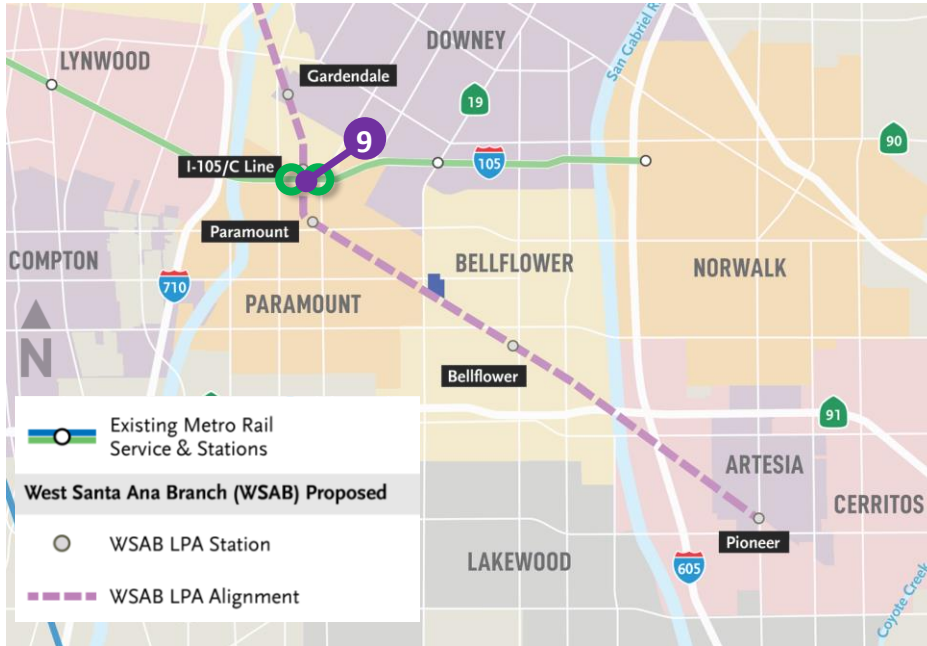 DOWNEY
San Gabriel R
LYNWOOD
Gardendale
19
9
90
I-105/C Line
105
Paramount
COMPTON
BELLFLOWER
NORWALK
710
PARAMOUNT
N
Bellflower
91
Existing Metro Rail
Service & Stations
West Santa Ana Branch (WSAB) Proposed
WSAB LPA Station
WSAB LPA Alignment
ARTESIA
CERRITOS
Pioneer
LAKEWOOD
605
Coyote Creek